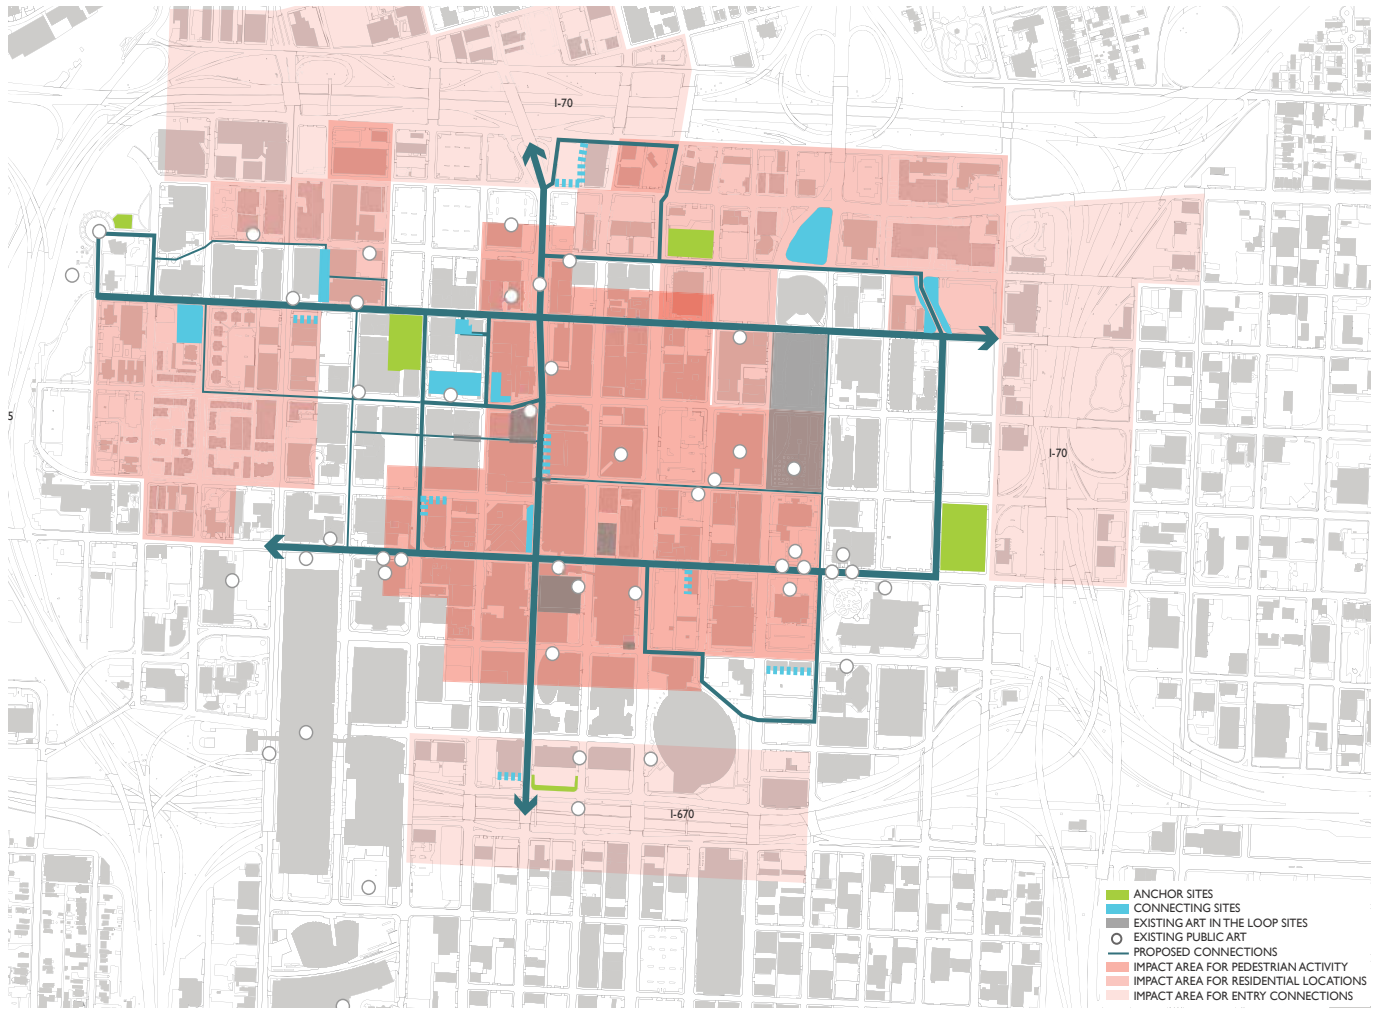 I-70
5
I-70
I-670
ANCHOR SITES
CONNECTING SITES
EXISTING ART IN THE LOOP SITES
EXISTING PUBLIC ART
PROPOSED CONNECTIONS
IMPACT AREA FOR PEDESTRIAN ACTIVITY
IMPACT AREA FOR RESIDENTIAL LOCATIONS
IMPACT AREA FOR ENTRY CONNECTIONS